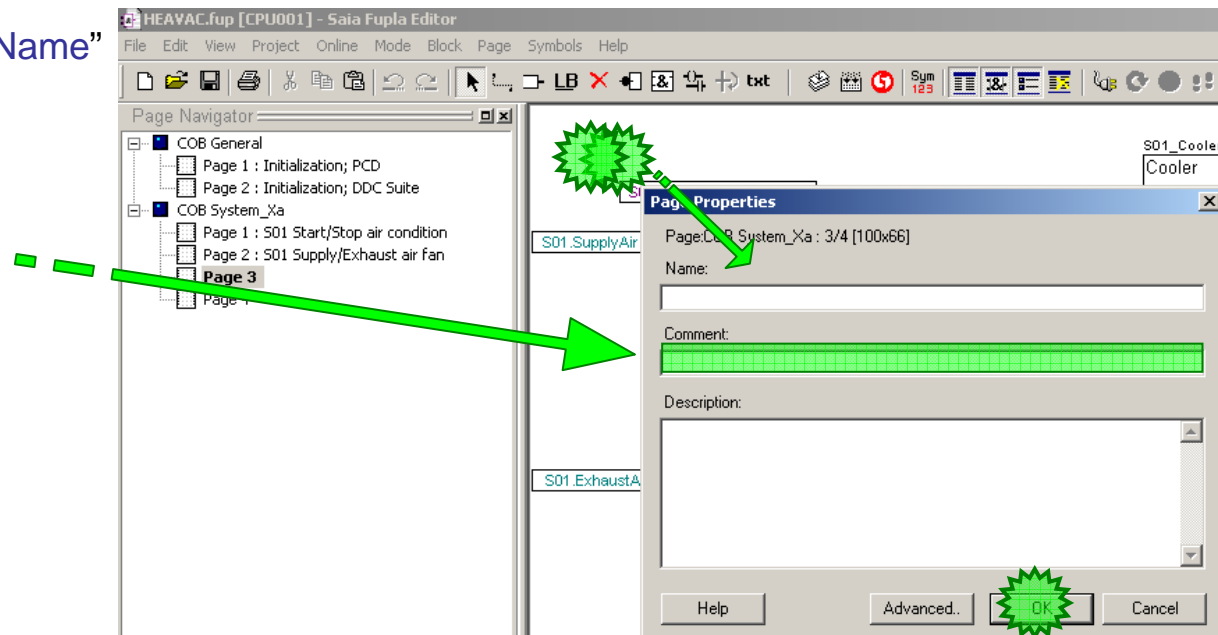 HEAVAC.fup [CPU001] - Saia Fupla Editor
Name”
File Edit View Project Online Mode Block Page Symbols Help
LB & txt Sym 123 &
Page Navigator
COB General
Page 1 : Initialization; PCD
Page 2 : Initialization; DDC Suite
COB System_Xa
Page 1 : S01 Start/Stop air condition
Page 2 : S01 Supply/Exhaust air fan
Page 3
Page 4
S01_Cooler
Cooler
S01.SupplyAir
S01.ExhaustA
Page Properties
Page:COB System_Xa : 3/4 [100x66]
Name:
Comment:
Description:
Help Advanced.. OK Cancel